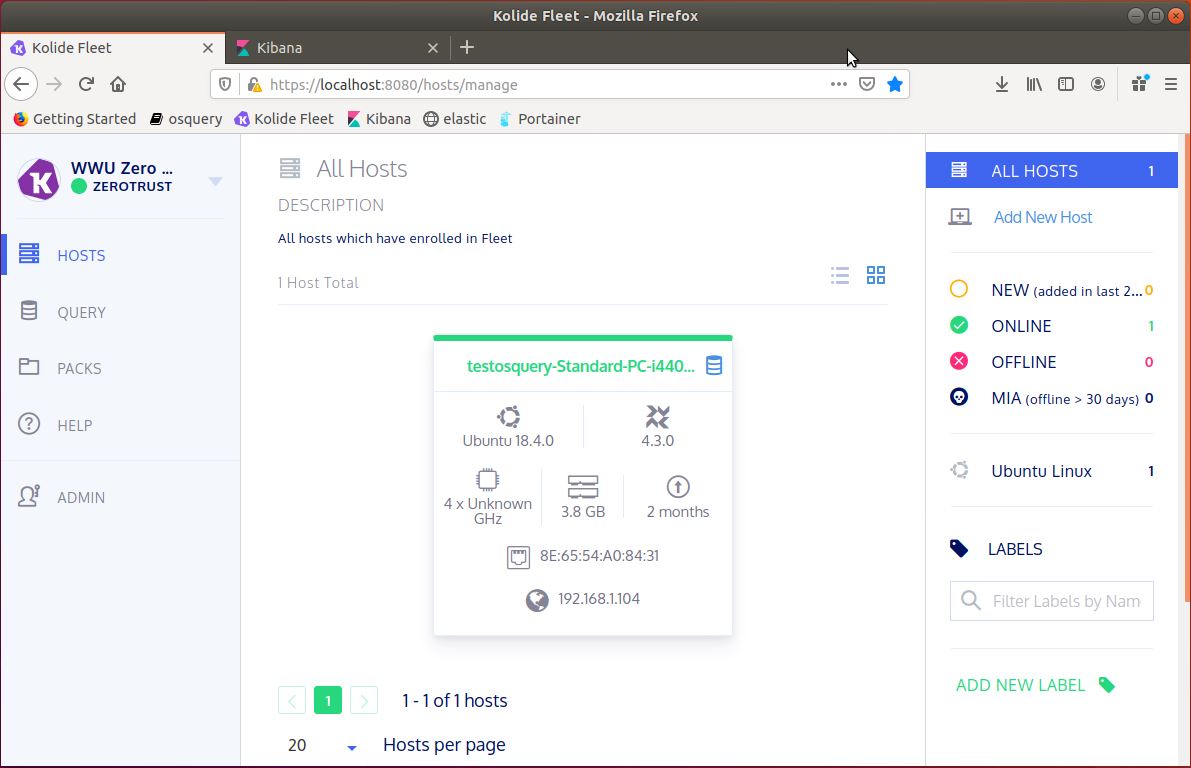 Kolide Fleet - Mozilla Firefox
Kolide Fleet
Kibana
https://localhost:8080/hosts/manage
Getting Started
osquery
Kolide Fleet
Kibana
elastic
Portainer
WWU Zero ...
ZEROTRUST
HOSTS
QUERY
PACKS
HELP
ADMIN
All Hosts
DESCRIPTION
All hosts which have enrolled in Fleet
1 Host Total
testosquery-Standard-PC-i440...
Ubuntu 18.4.0
4.3.0
4 x Unknown
GHz
3.8 GB
2 months
8E:65:54:A0:84:31
192.168.1.104
1
1 - 1 of 1 hosts
20
Hosts per page
ALL HOSTS 1
Add New Host
NEW (added in last 2... 0
ONLINE 1
OFFLINE 0
MIA (offline > 30 days) 0
Ubuntu Linux 1
LABELS
Filter Labels by Nam
ADD NEW LABEL